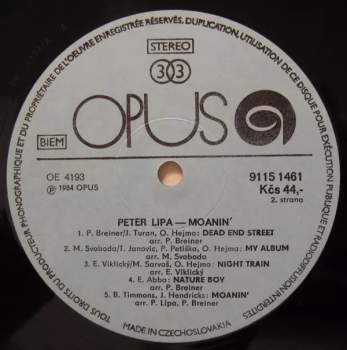 TOUS DROITS DU PRODUCTEUR PHONOGRAPHIQUE ET DU PROPRIÉTAIRE DE L'OEUVRE ENREGISTRÉE RÉSERVÉS. DUPLICATION, UTILISATION DE CE DISQUE POUR EXÉCUTION PUBLIQUE ET RADIODIFFUSION INTERDITES
STEREO
33
OPUS
BIEM
OE 4193
Ⓟ 1984 OPUS
9115 1461
Kčs 44,-
2. strana
PETER LIPA — MOANIN'
1. P. Breiner/J. Turan, O. Hejma: DEAD END STREET
arr. P. Breiner
2. M. Svoboda/T. Janovic, P. Petiška, O. Hejma: MY ALBUM
arr. M. Svoboda
3. E. Viklický/M. Sarvoš, O. Hejma: NIGHT TRAIN
arr. E. Viklický
4. E. Abba: NATURE BOY
arr. P. Breiner
5. B. Timmons, J. Hendricks: MOANIN'
arr. P. Lipa, P. Breiner
MADE IN CZECHOSLOVAKIA